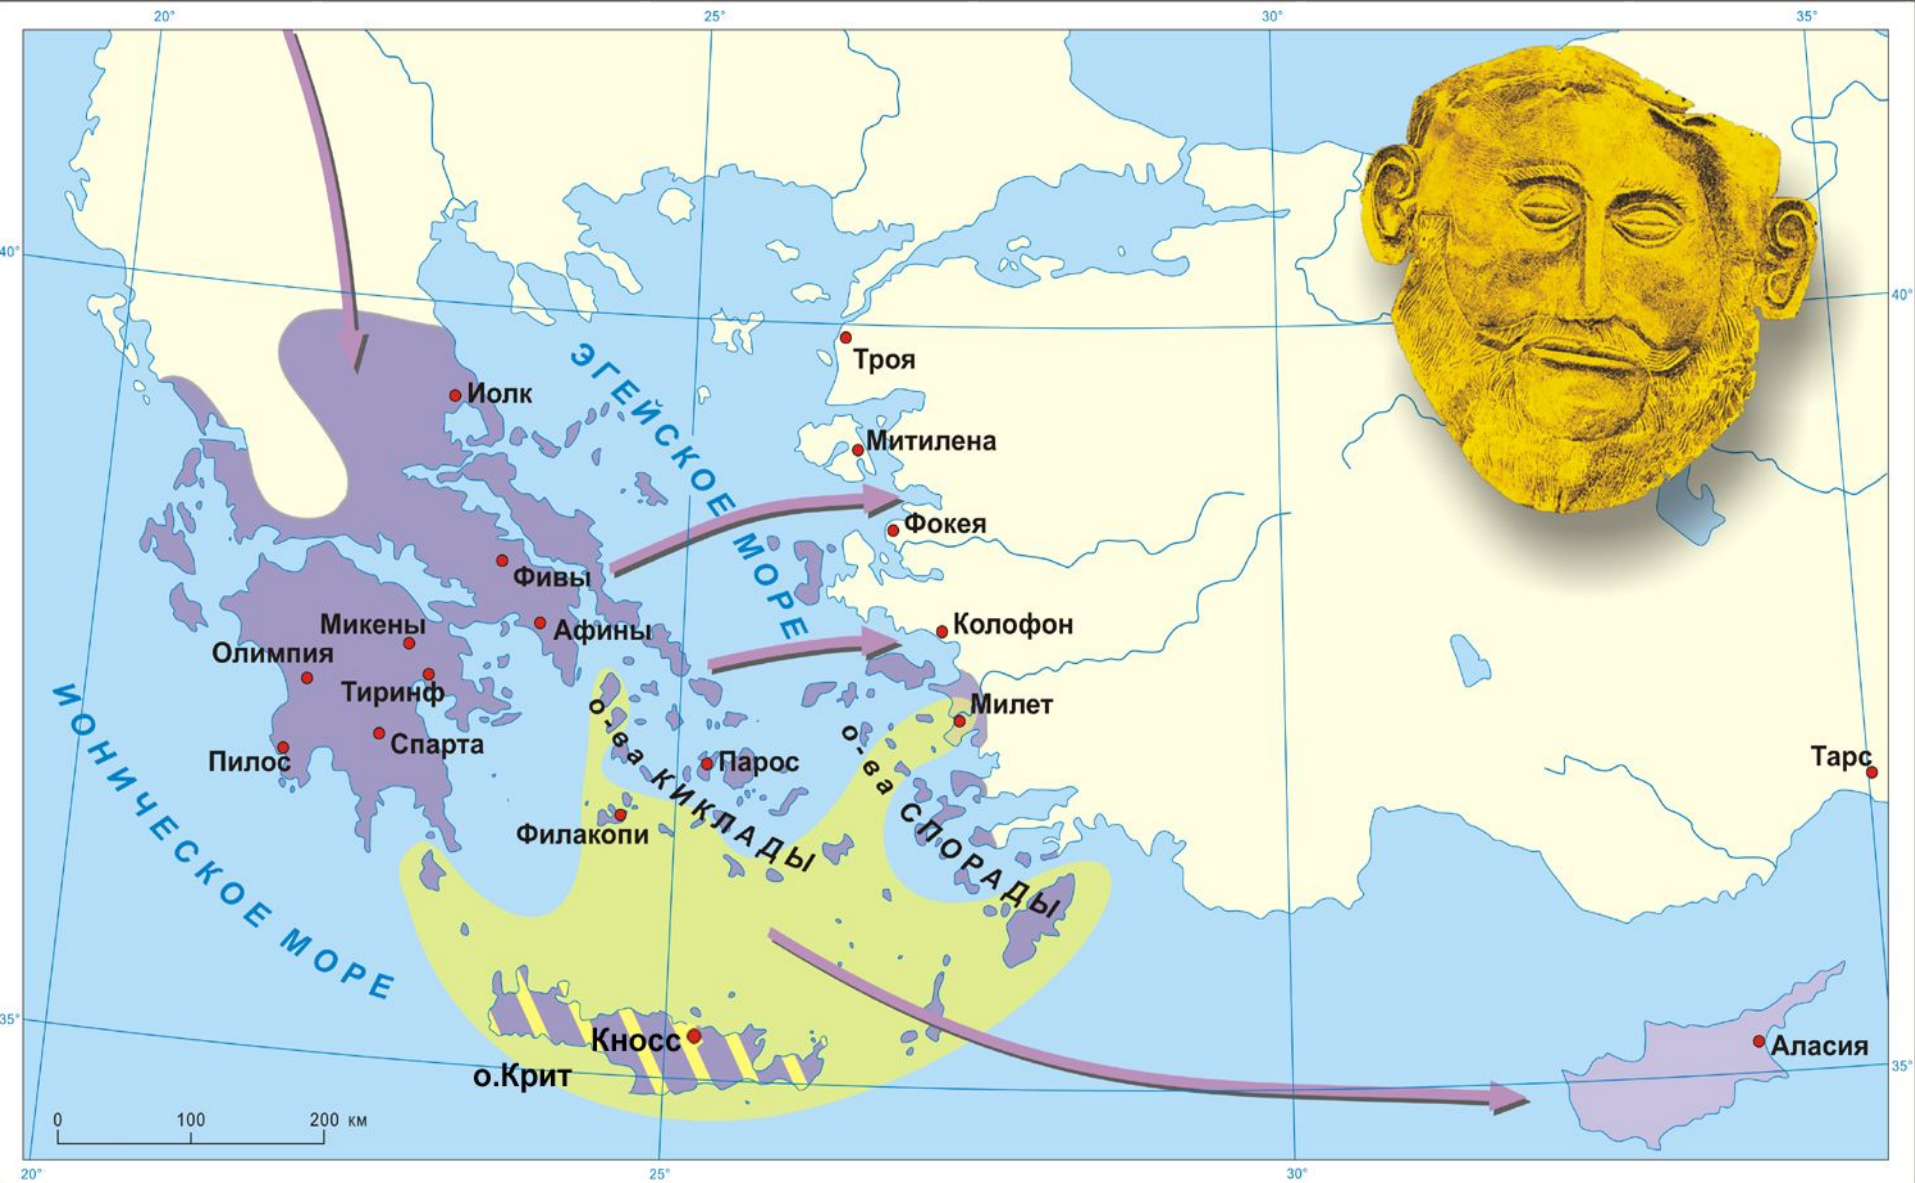 20° 25° 30° 35°
40°
40°
Троя
ЭГЕЙСКОЕ МОРЕ
Иолк
Митилена
Фокея
Фивы
Микены
Афины
Колофон
Олимпия
Тиринф
ИОНИЧЕСКОЕ МОРЕ
Милет
о-ва КИКЛАДЫ
о-ва СПОРАДЫ
Спарта
Пилос
Парос
Тарс
Филакопи
35°
Кносс
Аласия
35°
о.Крит
0 100 200 км
20° 25° 30°